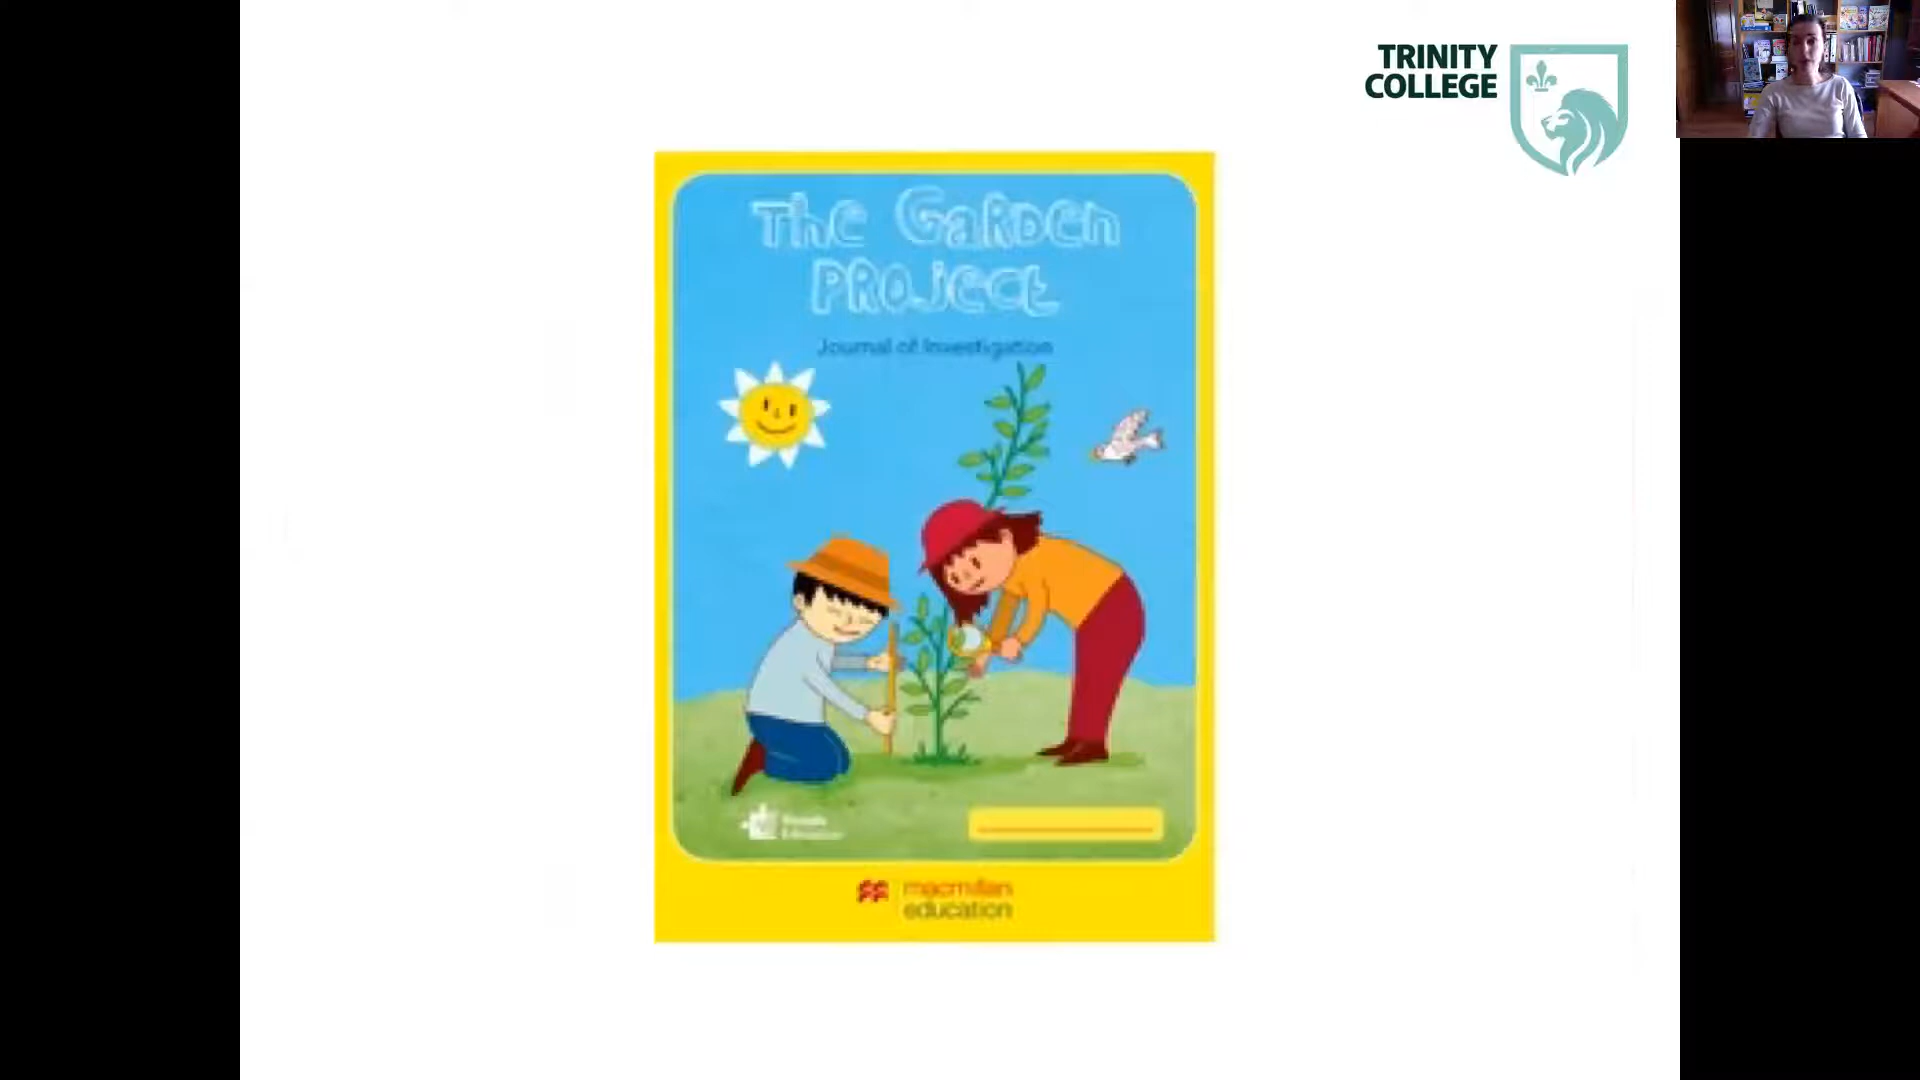 TRINITY
COLLEGE
The Garden
Project
Journal of Investigation
macmillan
education